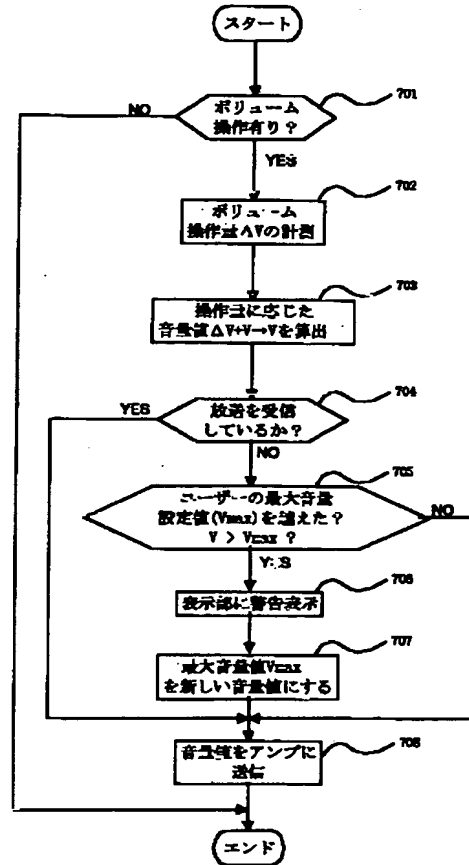 スタート
701
NO
ボリューム
操作有り？
YES
702
ボリューム
操作量ΔVの計測
703
操作量に応じた
音量値ΔV+V→Vを算出
704
YES
放送を受信
しているか？
NO
705
ユーザーの最大音量
設定値(Vmax)を越えた？
V > Vmax ?
NO
YES
706
表示部に警告表示
707
最大音量値Vmax
を新しい音量値にする
708
音量値をアンプに
送信
エンド